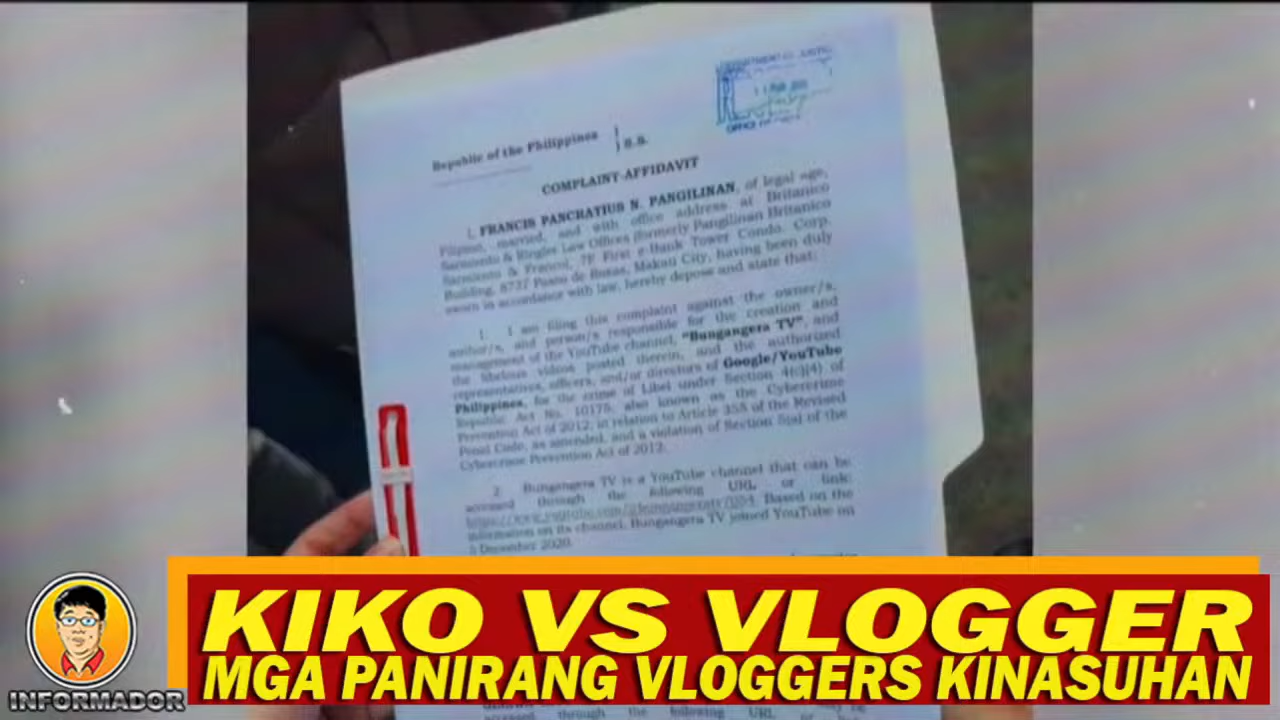 Republic of the Philippines ) S.S.
COMPLAINT-AFFIDAVIT
I, FRANCIS PANCRATIUS N. PANGILINAN, of legal age,
Filipino, married, and with office address at Britanico
Sarmiento & Ringler Law Offices (formerly Pangilinan Britanico
Sarmiento & Franco), 7F First e-Bank Tower Condo. Corp.
Building, 8737 Paseo de Roxas, Makati City, having been duly
sworn in accordance with law, hereby depose and state that:
1. I am filing this complaint against the owner/s,
author/s, and person/s responsible for the creation and
management of the YouTube channel, "Bungangera TV", and
the libelous videos posted therein, and the authorized
representatives, officers, and/or directors of Google/YouTube
Philippines, for the crime of Libel under Section 4(c)(4) of
Republic Act No. 10175, also known as the Cybercrime
Prevention Act of 2012, in relation to Article 355 of the Revised
Penal Code, as amended, and a violation of Section 5(a) of the
Cybercrime Prevention Act of 2012.
2. Bungangera TV is a YouTube channel that can be
accessed through the following URL or link:
Based on the
information on its channel, Bungangera TV joined YouTube on
December 2020.
KIKO VS VLOGGER
MGA PANIRANG VLOGGERS KINASUHAN
INFORMADOR
accessed through the following URL or link: